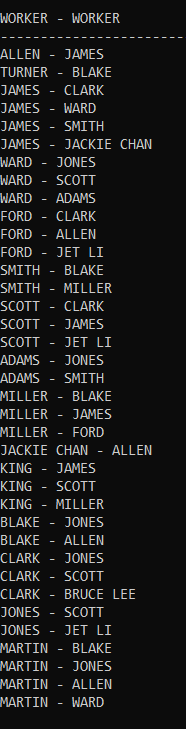 WORKER - WORKER
-----------------------
ALLEN - JAMES
TURNER - BLAKE
JAMES - CLARK
JAMES - WARD
JAMES - SMITH
JAMES - JACKIE CHAN
WARD - JONES
WARD - SCOTT
WARD - ADAMS
FORD - CLARK
FORD - ALLEN
FORD - JET LI
SMITH - BLAKE
SMITH - MILLER
SCOTT - CLARK
SCOTT - JAMES
SCOTT - JET LI
ADAMS - JONES
ADAMS - SMITH
MILLER - BLAKE
MILLER - JAMES
MILLER - FORD
JACKIE CHAN - ALLEN
KING - JAMES
KING - SCOTT
KING - MILLER
BLAKE - JONES
BLAKE - ALLEN
CLARK - JONES
CLARK - SCOTT
CLARK - BRUCE LEE
JONES - SCOTT
JONES - JET LI
MARTIN - BLAKE
MARTIN - JONES
MARTIN - ALLEN
MARTIN - WARD